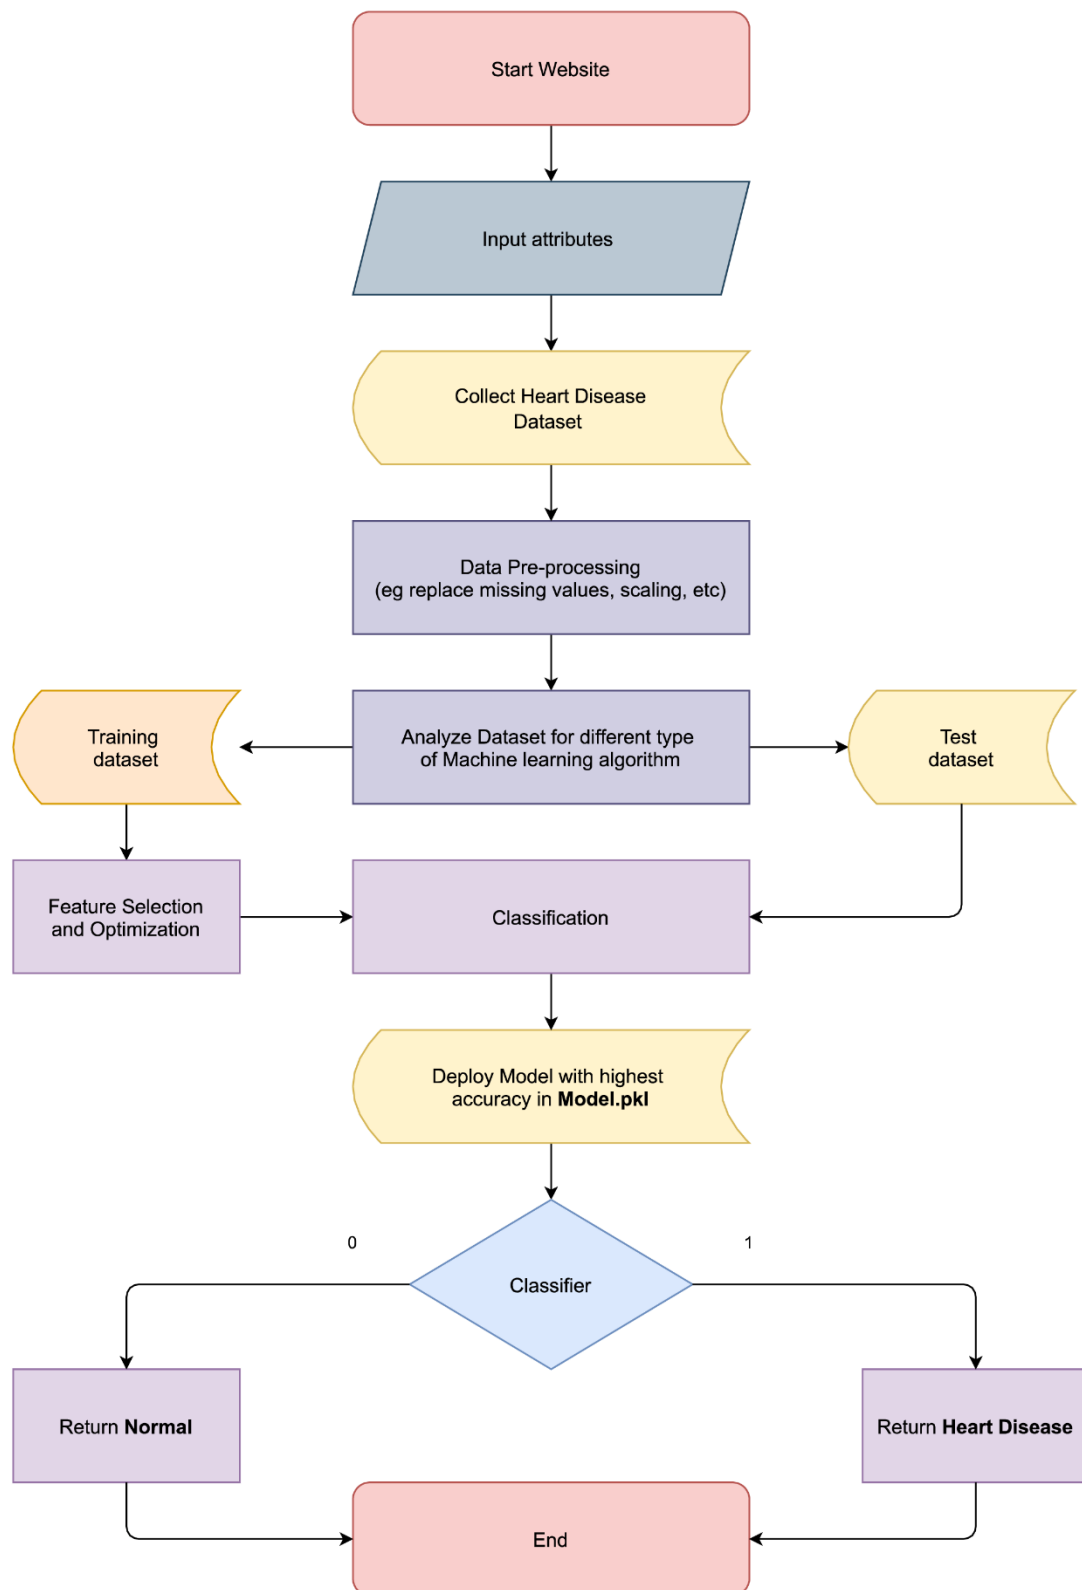 Start Website
Input attributes
Collect Heart Disease
Dataset
Data Pre-processing
(eg replace missing values, scaling, etc)
Training
dataset
Analyze Dataset for different type
of Machine learning algorithm
Test
dataset
Feature Selection
and Optimization
Classification
Deploy Model with highest
accuracy in Model.pkl
0
1
Classifier
Return Normal
Return Heart Disease
End